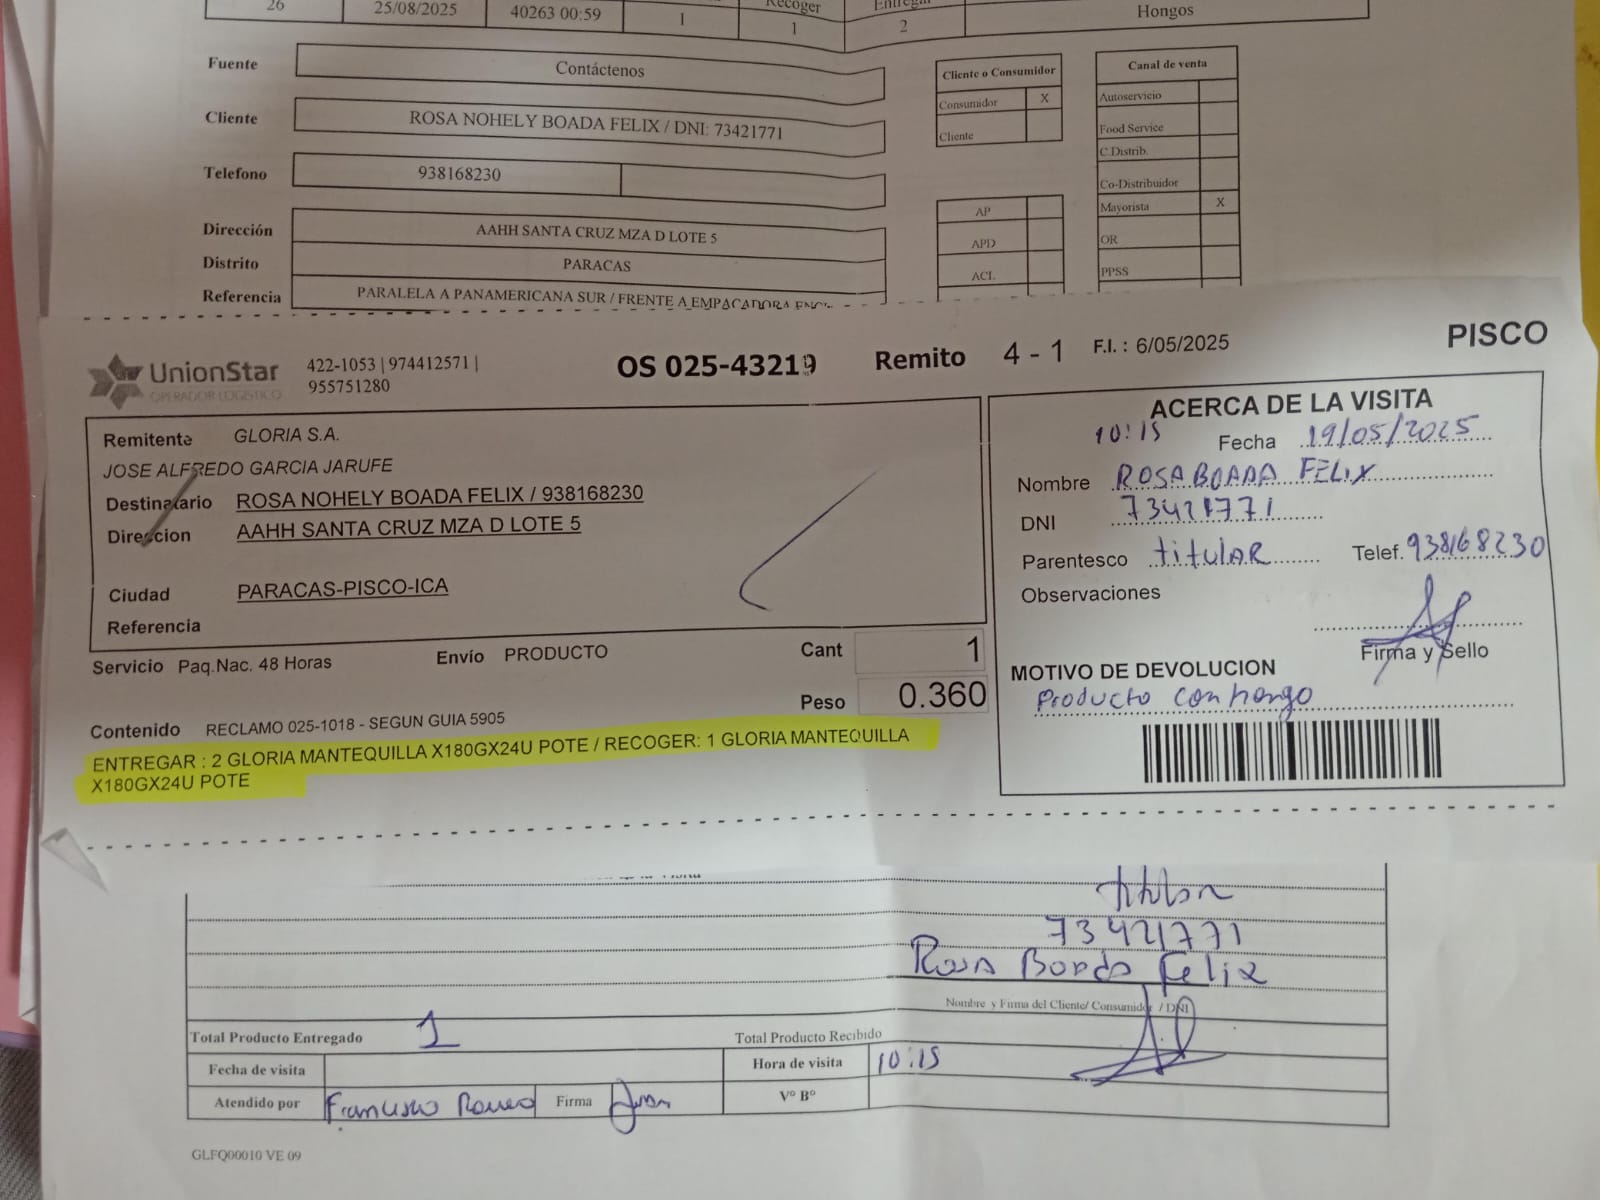 26 25/08/2025 40263 00:59 1 Recoger Entregar Hongos
1 2
Fuente Contáctenos
Cliente ROSA NOHELY BOADA FELIX / DNI: 73421771
Telefono 938168230
Dirección AAHH SANTA CRUZ MZA D LOTE 5
Distrito PARACAS
Referencia PARALELA A PANAMERICANA SUR / FRENTE A EMPACADORA
Cliente o Consumidor
Consumidor X
Cliente
AP
APD
ACL
Canal de venta
Autoservicio
Food Service
C.Distrib.
Co-Distribuidor
Mayorista X
OR
PPSS
UnionStar
OPERADOR LOGISTICO
422-1053 | 974412571 |
955751280
OS 025-43219 Remito 4 - 1 F.I. : 6/05/2025 PISCO
Remitente GLORIA S.A.
JOSE ALFREDO GARCIA JARUFE
Destinatario ROSA NOHELY BOADA FELIX / 938168230
Direccion AAHH SANTA CRUZ MZA D LOTE 5
Ciudad PARACAS-PISCO-ICA
Referencia
Servicio Paq.Nac. 48 Horas Envío PRODUCTO Cant 1
Peso 0.360
Contenido RECLAMO 025-1018 - SEGUN GUIA 5905
ENTREGAR : 2 GLORIA MANTEQUILLA X180GX24U POTE / RECOGER: 1 GLORIA MANTEQUILLA
X180GX24U POTE
ACERCA DE LA VISITA
10:15 Fecha 19/05/2025
Nombre ROSA BOADA FELIX
DNI 73421771
Parentesco titular Telef. 938168230
Observaciones
Firma y Sello
MOTIVO DE DEVOLUCION
Producto con hongo
titular
73421771
Rosa Boada Felix
Nombre y Firma del Cliente/ Consumidor / DNI
Total Producto Entregado 1 Total Producto Recibido
Fecha de visita Hora de visita 10:15
Atendido por Francisco Romero Firma V° B°
GLFQ00010 VE 09